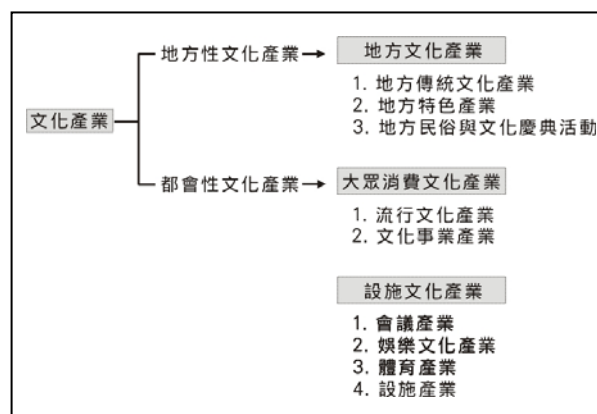 地方性文化產業
地方文化產業
1. 地方傳統文化產業
2. 地方特色產業
3. 地方民俗與文化慶典活動
文化產業
都會性文化產業
大眾消費文化產業
1. 流行文化產業
2. 文化事業產業
設施文化產業
1. 會議產業
2. 娛樂文化產業
3. 體育產業
4. 設施產業